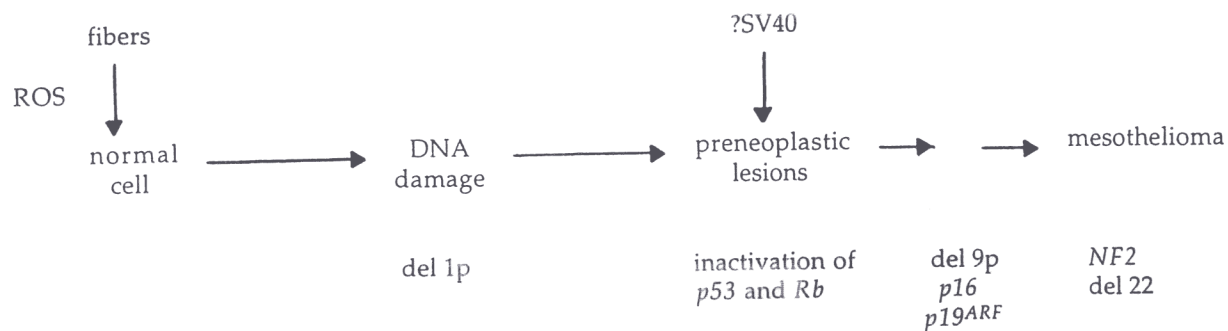 fibers
?SV40
ROS
normal
cell
DNA
damage
preneoplastic
lesions
mesothelioma
del 1p
inactivation of
p53 and Rb
del 9p
p16
p19ARF
NF2
del 22